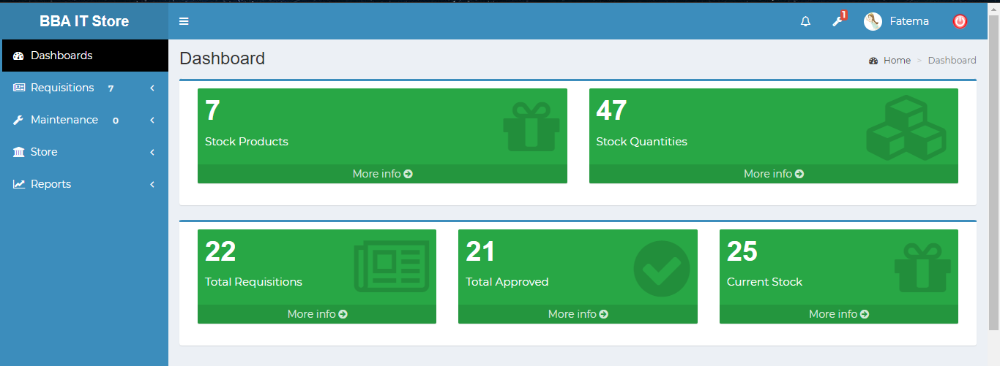 BBA IT Store
1
Fatema
Dashboards
Requisitions 7
Maintenance 0
Store
Reports
Dashboard
Home > Dashboard
7
Stock Products
More info
47
Stock Quantities
More info
22
Total Requisitions
More info
21
Total Approved
More info
25
Current Stock
More info